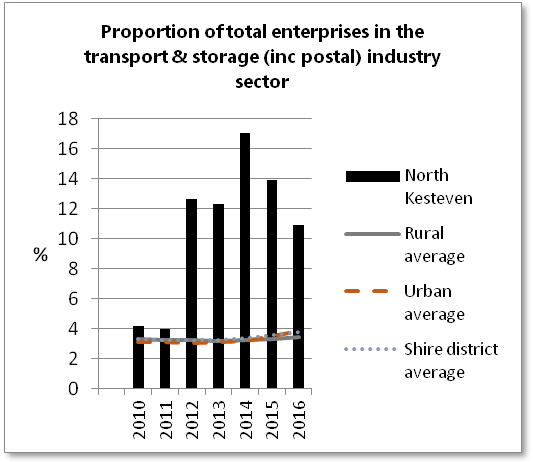 Proportion of total enterprises in the
transport & storage (inc postal) industry
sector
18
16
14
12
10
8
6
4
2
0
%
2010
2011
2012
2013
2014
2015
2016
North
Kesteven
Rural
average
Urban
average
Shire district
average